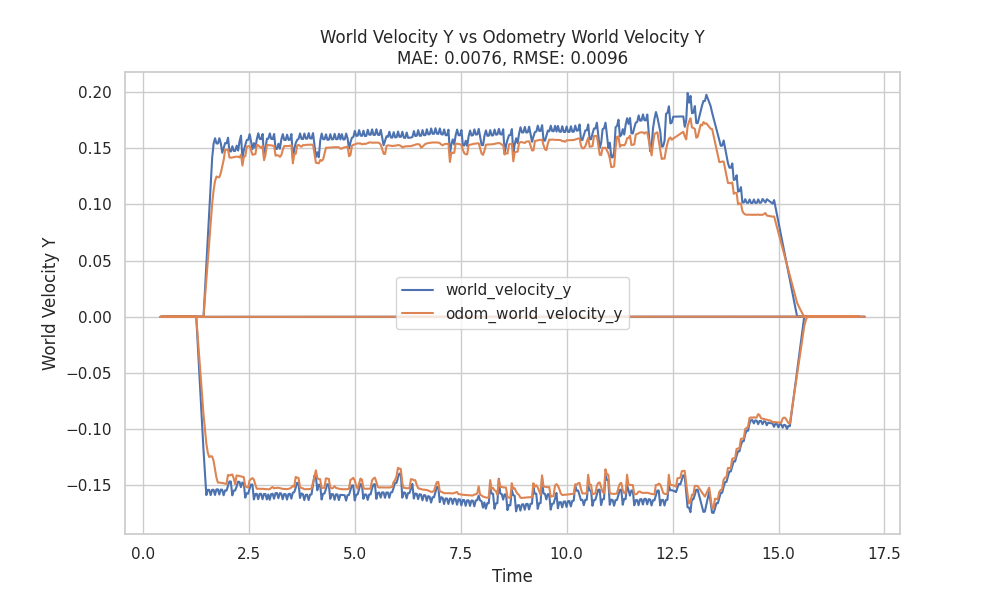 World Velocity Y vs Odometry World Velocity Y
MAE: 0.0076, RMSE: 0.0096
World Velocity Y
0.20
0.15
0.10
0.05
0.00
−0.05
−0.10
−0.15
world_velocity_y
odom_world_velocity_y
0.0 2.5 5.0 7.5 10.0 12.5 15.0 17.5
Time